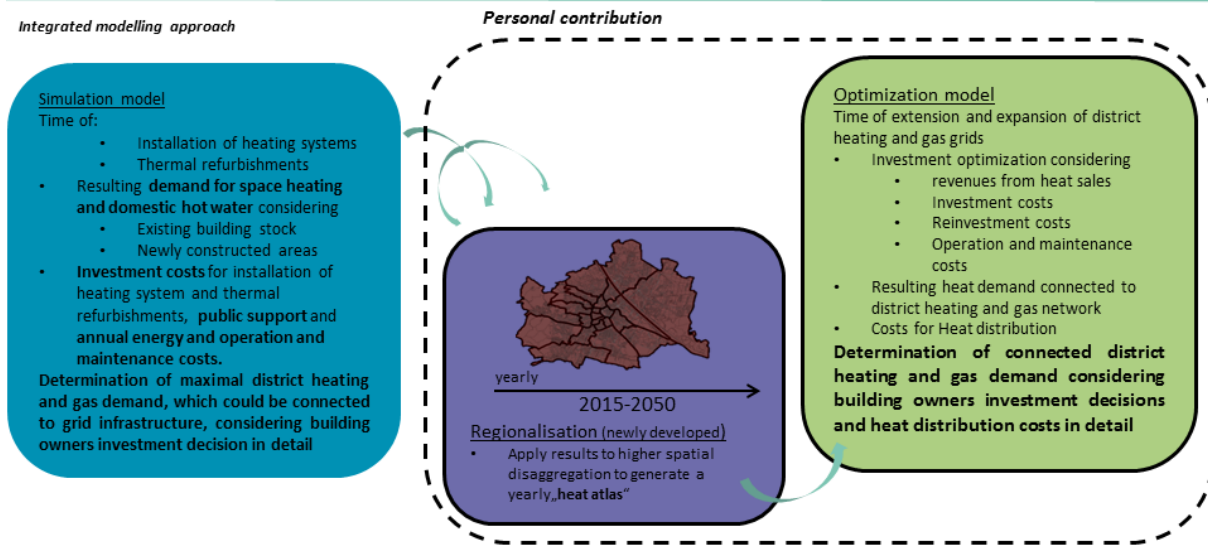 Integrated modelling approach
Personal contribution
Simulation model
Time of:
• Installation of heating systems
• Thermal refurbishments
• Resulting demand for space heating
and domestic hot water considering
• Existing building stock
• Newly constructed areas
• Investment costs for installation of
heating system and thermal
refurbishments, public support and
annual energy and operation and
maintenance costs.
Determination of maximal district heating
and gas demand, which could be connected
to grid infrastructure, considering building
owners investment decision in detail
yearly
2015-2050
Regionalisation (newly developed)
• Apply results to higher spatial
disaggregation to generate a
yearly„heat atlas“
Optimization model
Time of extension and expansion of district
heating and gas grids
• Investment optimization considering
• revenues from heat sales
• Investment costs
• Reinvestment costs
• Operation and maintenance
costs
• Resulting heat demand connected to
district heating and gas network
• Costs for Heat distribution
Determination of connected district
heating and gas demand considering
building owners investment decisions
and heat distribution costs in detail